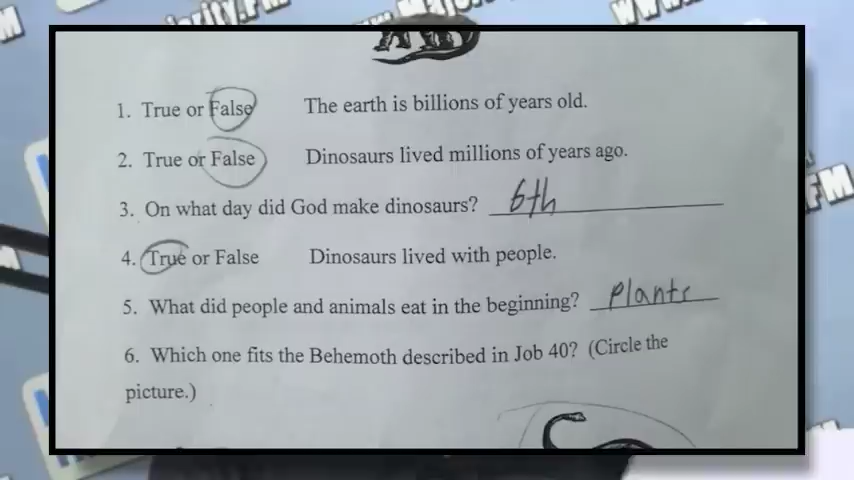 1. True or False The earth is billions of years old.
2. True or False Dinosaurs lived millions of years ago.
3. On what day did God make dinosaurs? 6th
4. True or False Dinosaurs lived with people.
5. What did people and animals eat in the beginning? Plants
6. Which one fits the Behemoth described in Job 40? (Circle the
picture.)